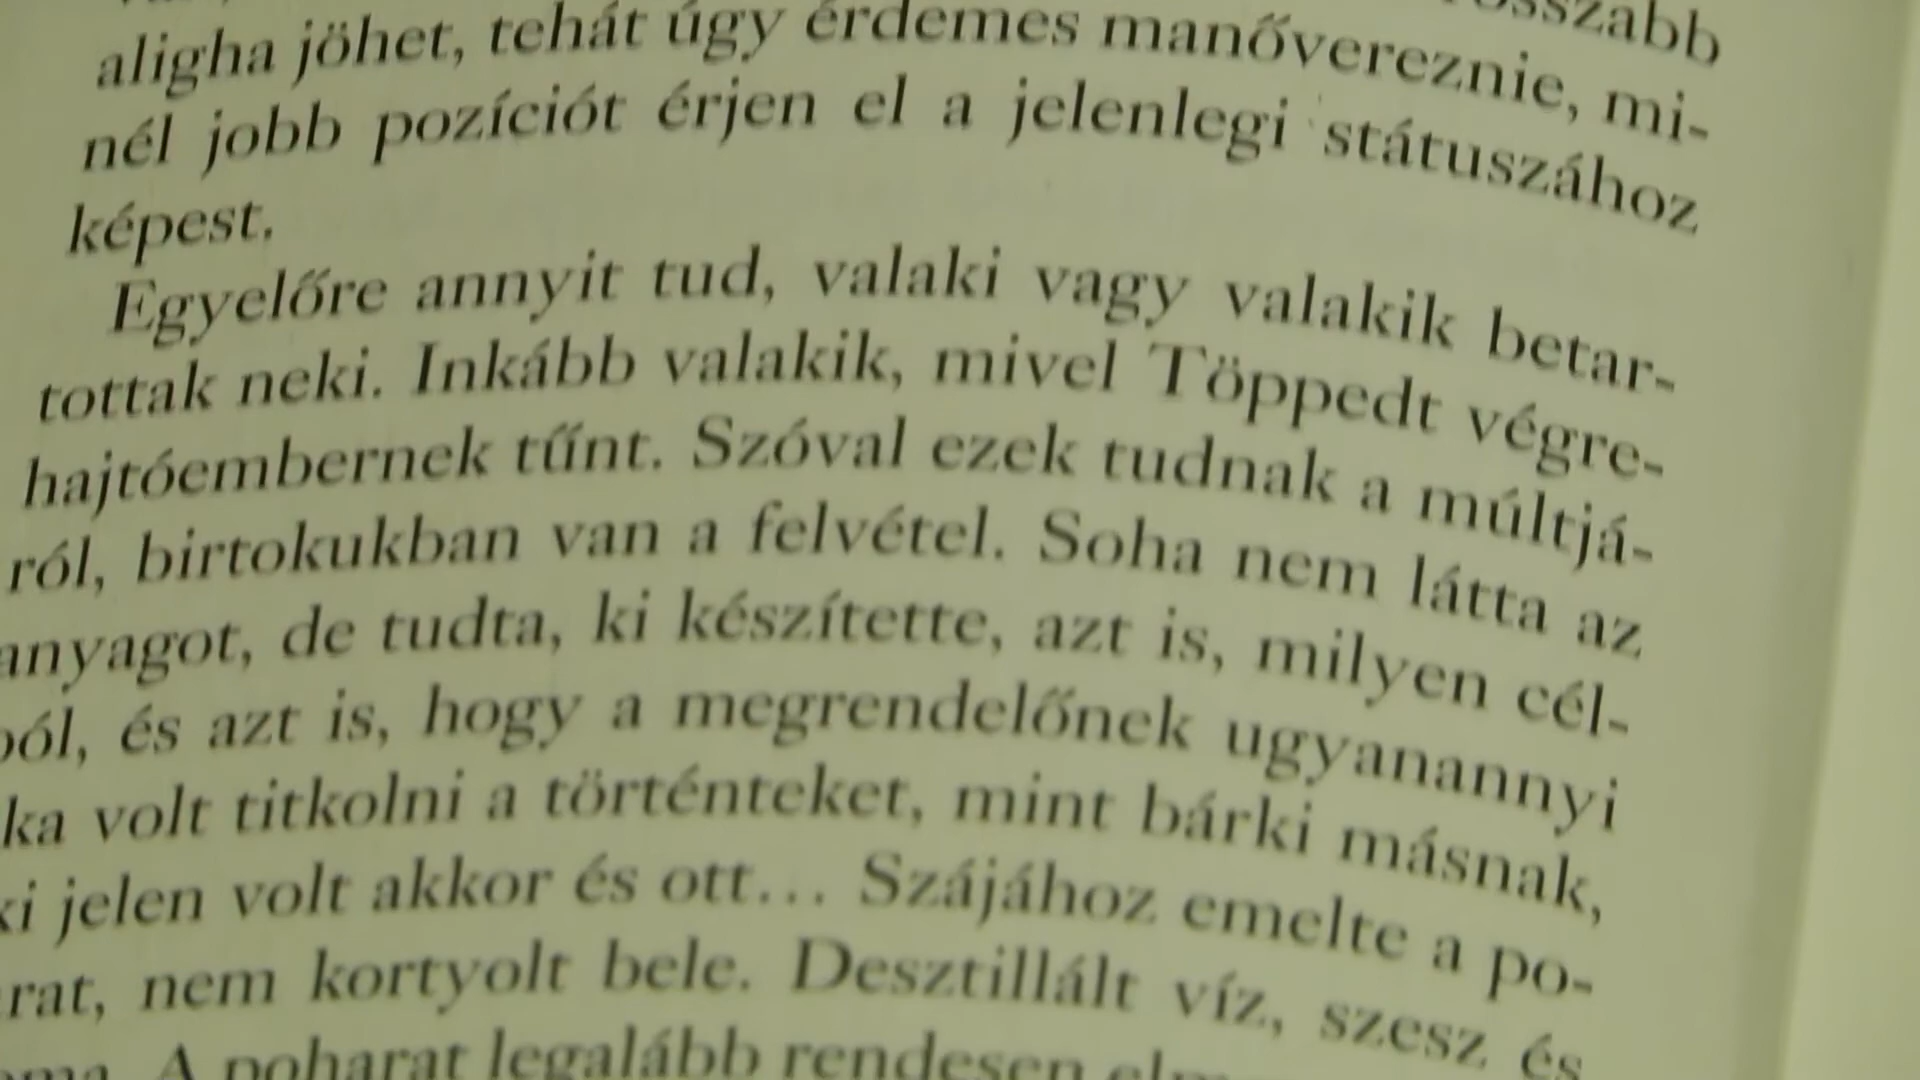 aligha jöhet, tehát úgy érdemes manővereznie, mi-
nél jobb pozíciót érjen el a jelenlegi státuszához
képest.
Egyelőre annyit tud, valaki vagy valakik betar-
tottak neki. Inkább valakik, mivel Töppedt végre-
hajtóembernek tűnt. Szóval ezek tudnak a múltjá-
ról, birtokukban van a felvétel. Soha nem látta az
anyagot, de tudta, ki készítette, azt is, milyen cél-
ból, és azt is, hogy a megrendelőnek ugyanannyi
ka volt titkolni a történteket, mint bárki másnak,
ki jelen volt akkor és ott... Szájához emelte a po-
rat, nem kortyolt bele. Desztillált víz, szesz és
A poharat legalább rendesen